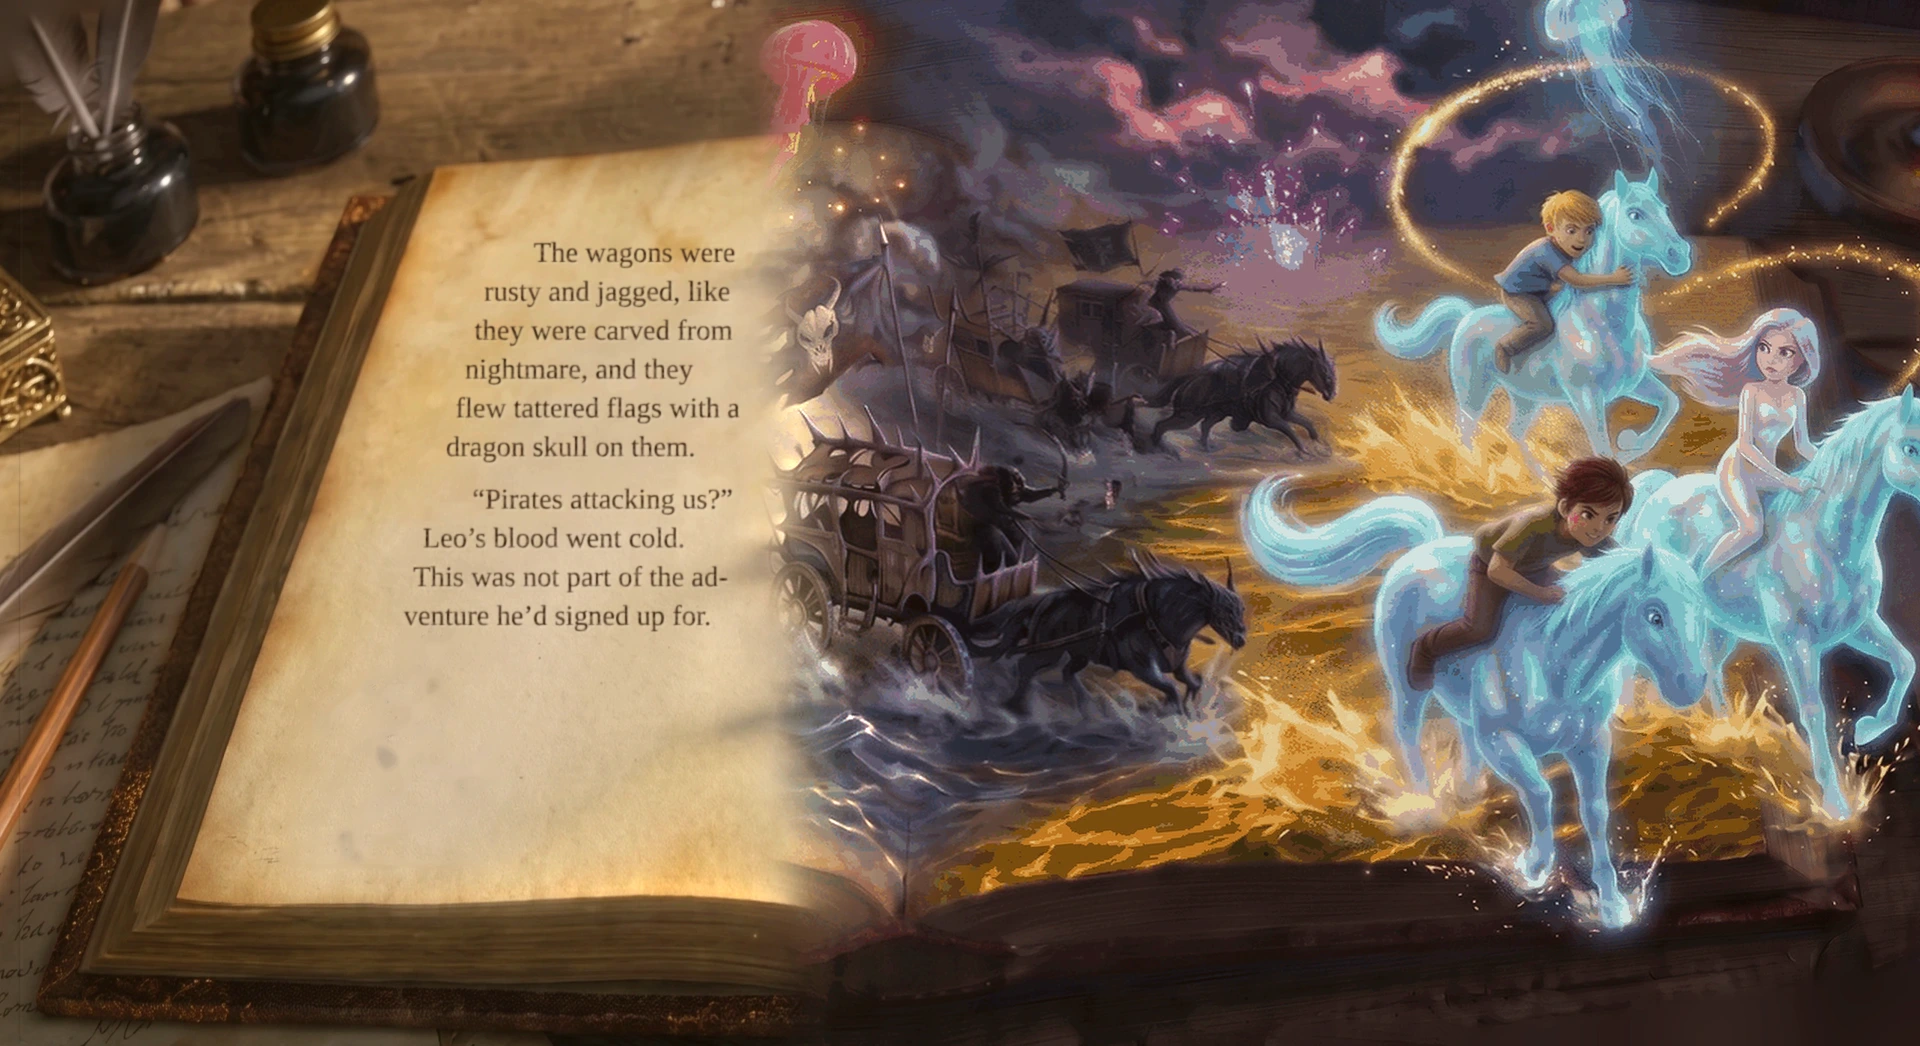 The wagons were
rusty and jagged, like
they were carved from
nightmare, and they
flew tattered flags with a
dragon skull on them.
“Pirates attacking us?”
Leo’s blood went cold.
This was not part of the ad-
venture he’d signed up for.